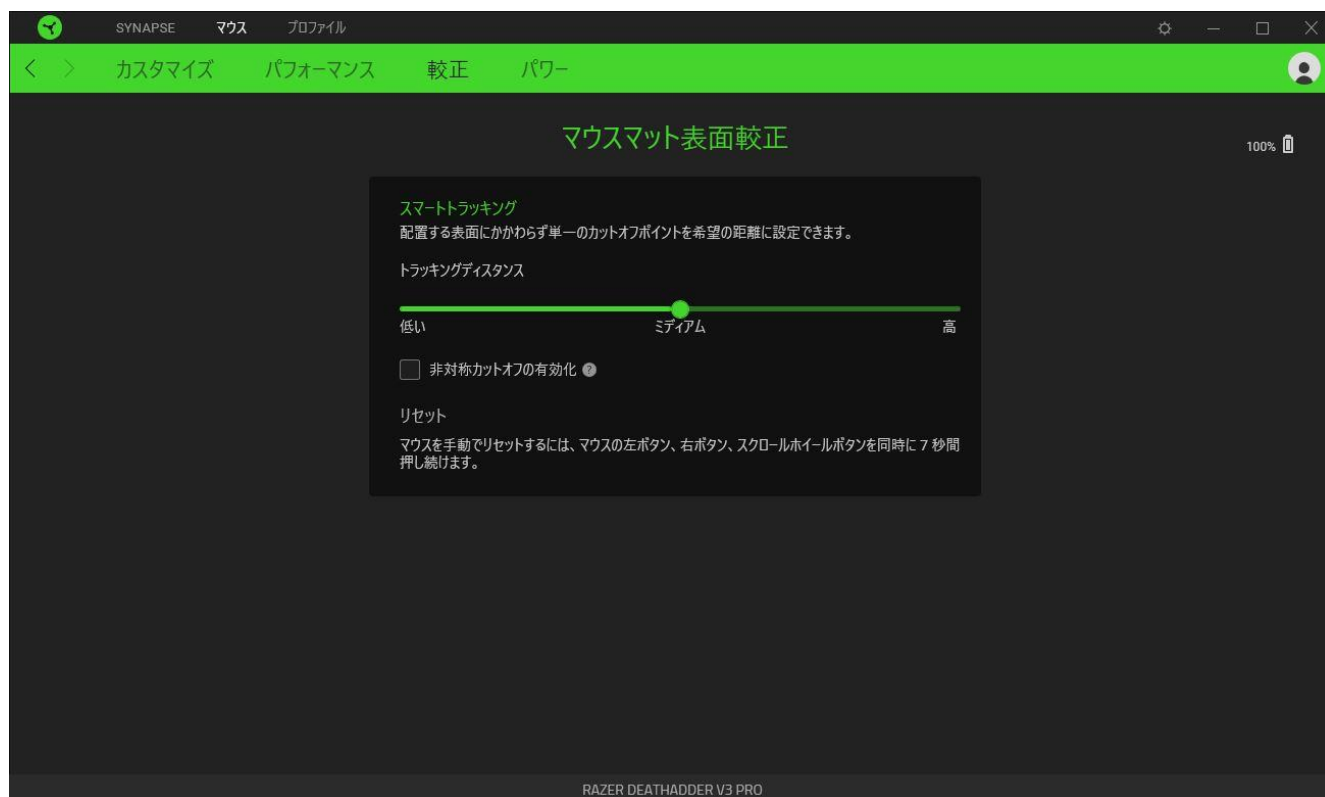 SYNAPSE マウス プロファイル
カスタマイズ パフォーマンス 較正 パワー
マウスマット表面較正
100%
スマートトラッキング
配置する表面にかかわらず単一のカットオフポイントを希望の距離に設定できます。
トラッキングディスタンス
低い ミディアム 高
非対称カットオフの有効化 ?
リセット
マウスを手動でリセットするには、マウスの左ボタン、右ボタン、スクロールホイールボタンを同時に 7 秒間
押し続けます。
RAZER DEATHADDER V3 PRO